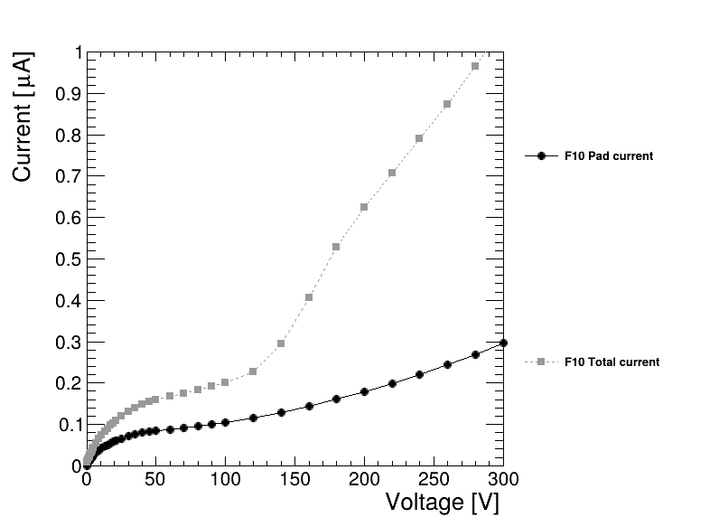 Current [μA]
1
0.9
0.8
0.7
0.6
0.5
0.4
0.3
0.2
0.1
0
0 50 100 150 200 250 300
Voltage [V]
F10 Pad current
F10 Total current